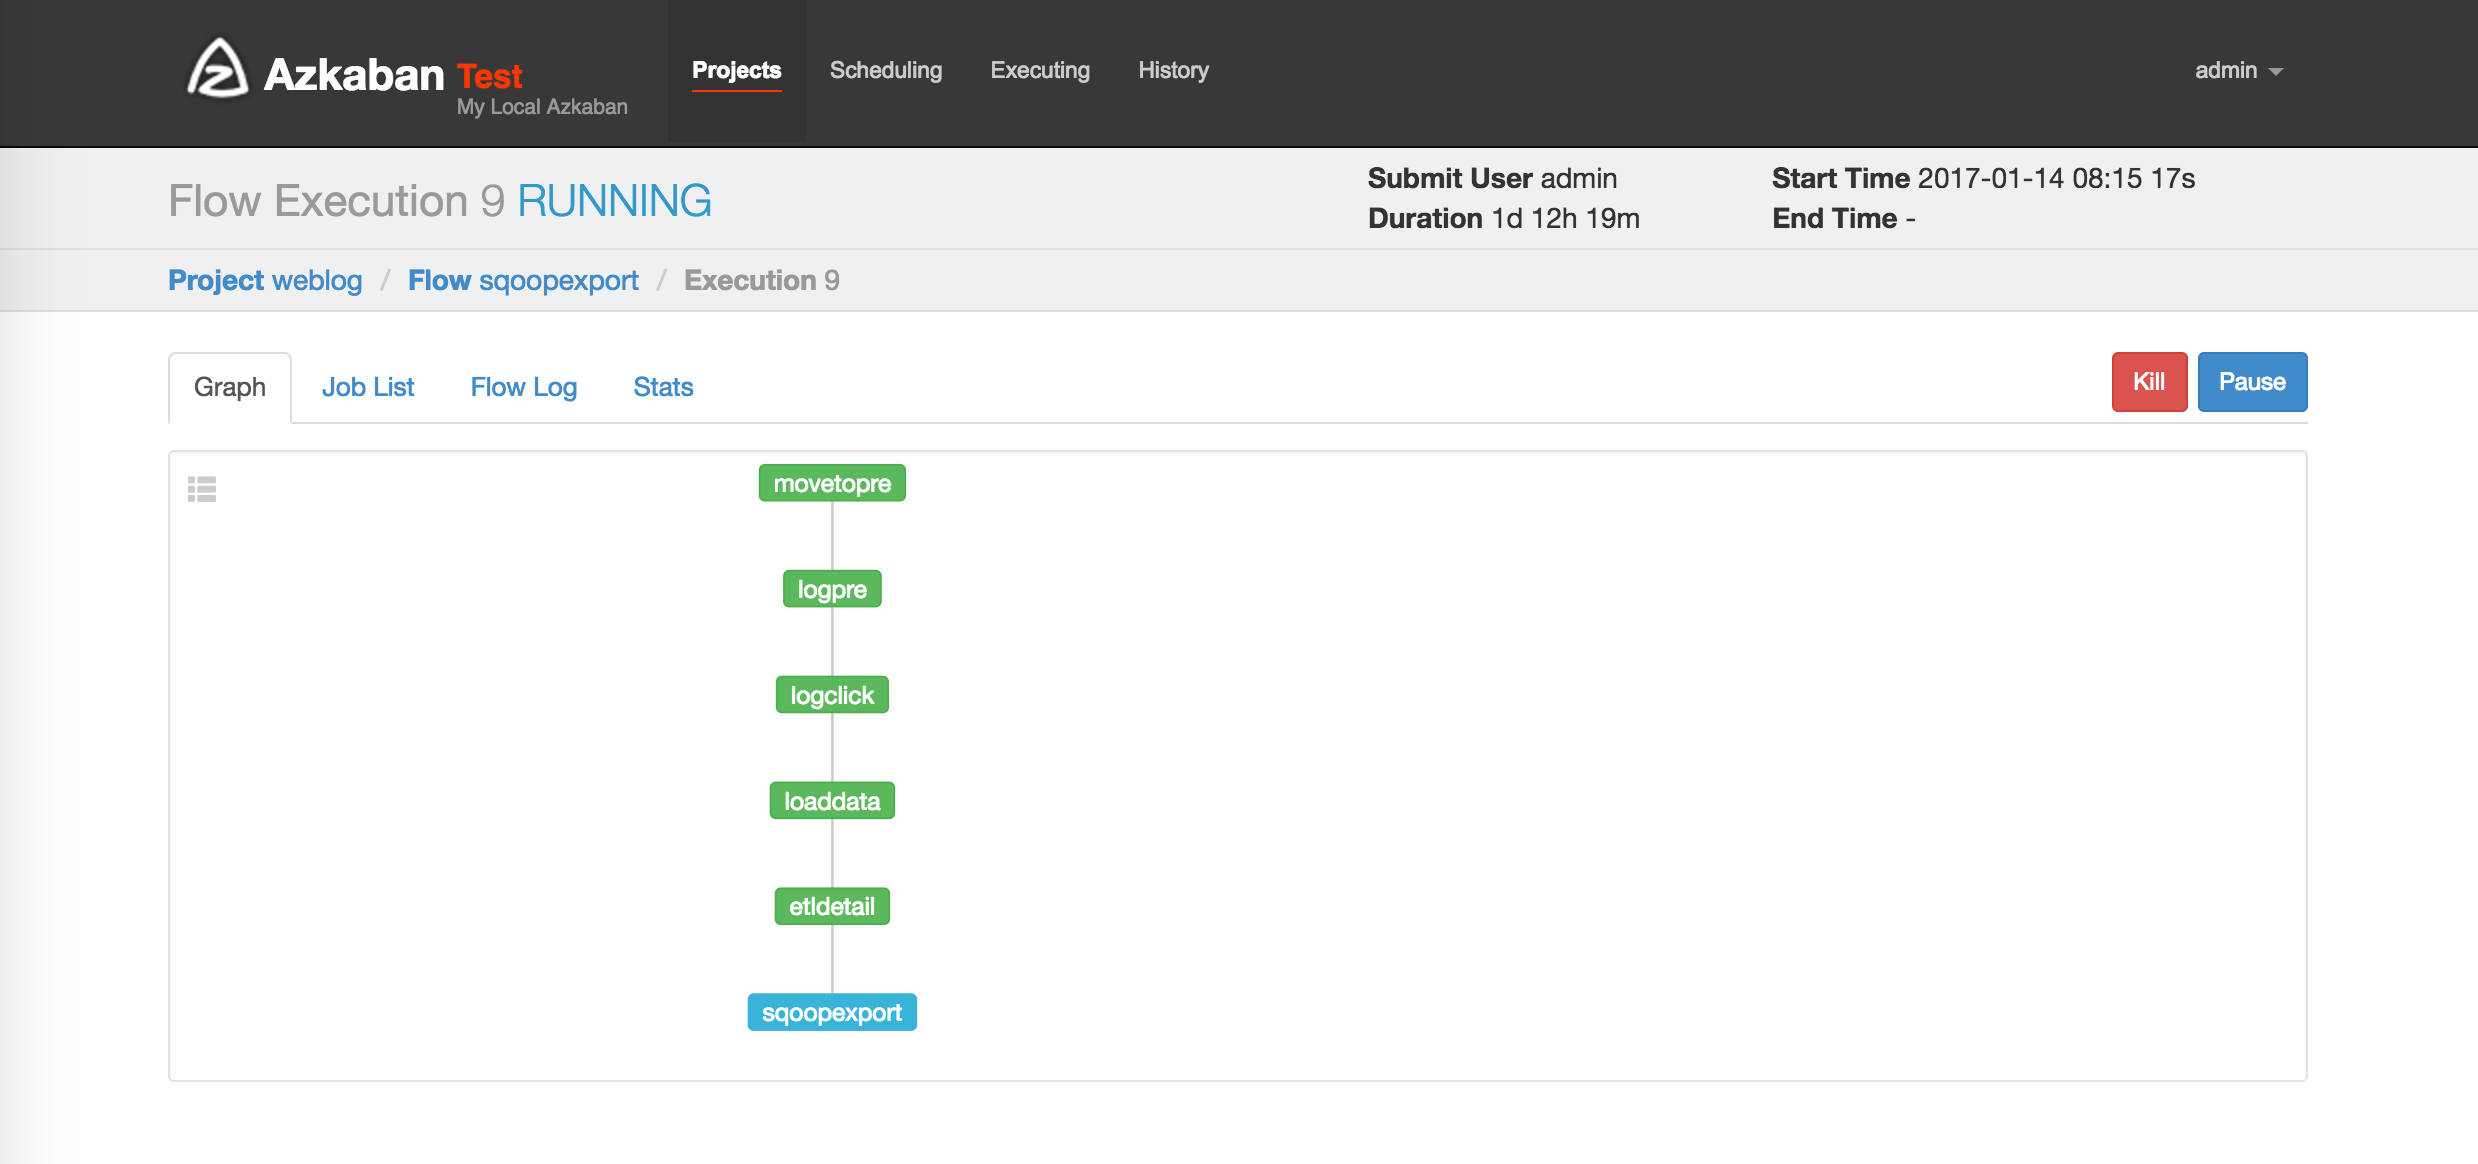 Azkaban Test
My Local Azkaban
Projects Scheduling Executing History
admin
Flow Execution 9 RUNNING
Submit User admin
Duration 1d 12h 19m
Start Time 2017-01-14 08:15 17s
End Time -
Project weblog / Flow sqoopexport / Execution 9
Graph Job List Flow Log Stats
Kill Pause
movetopre
logpre
logclick
loaddata
etldetail
sqoopexport